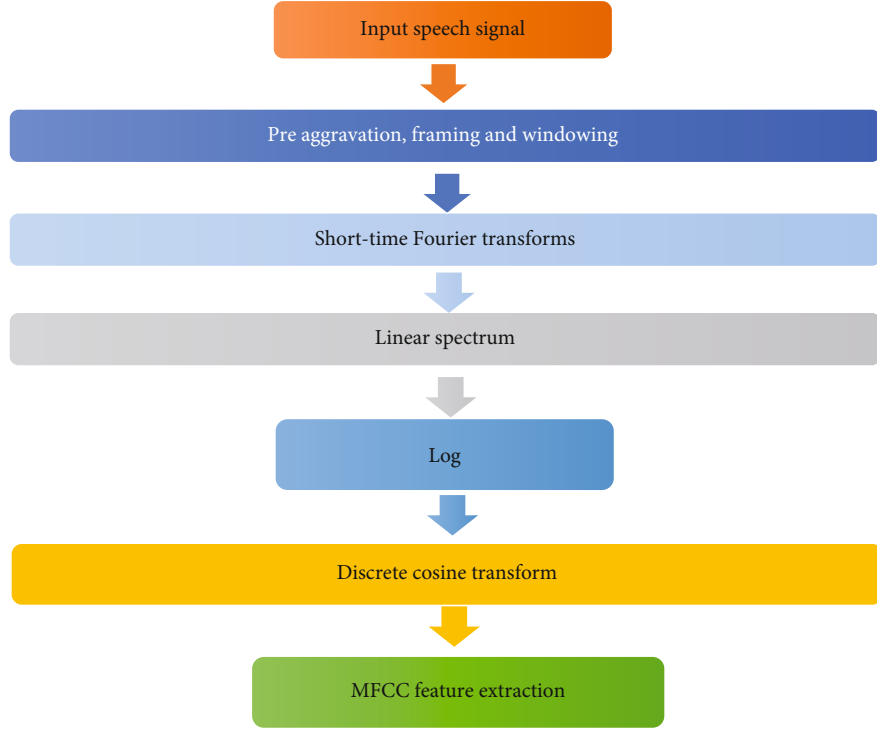 Input speech signal
Pre aggravation, framing and windowing
Short-time Fourier transforms
Linear spectrum
Log
Discrete cosine transform
MFCC feature extraction